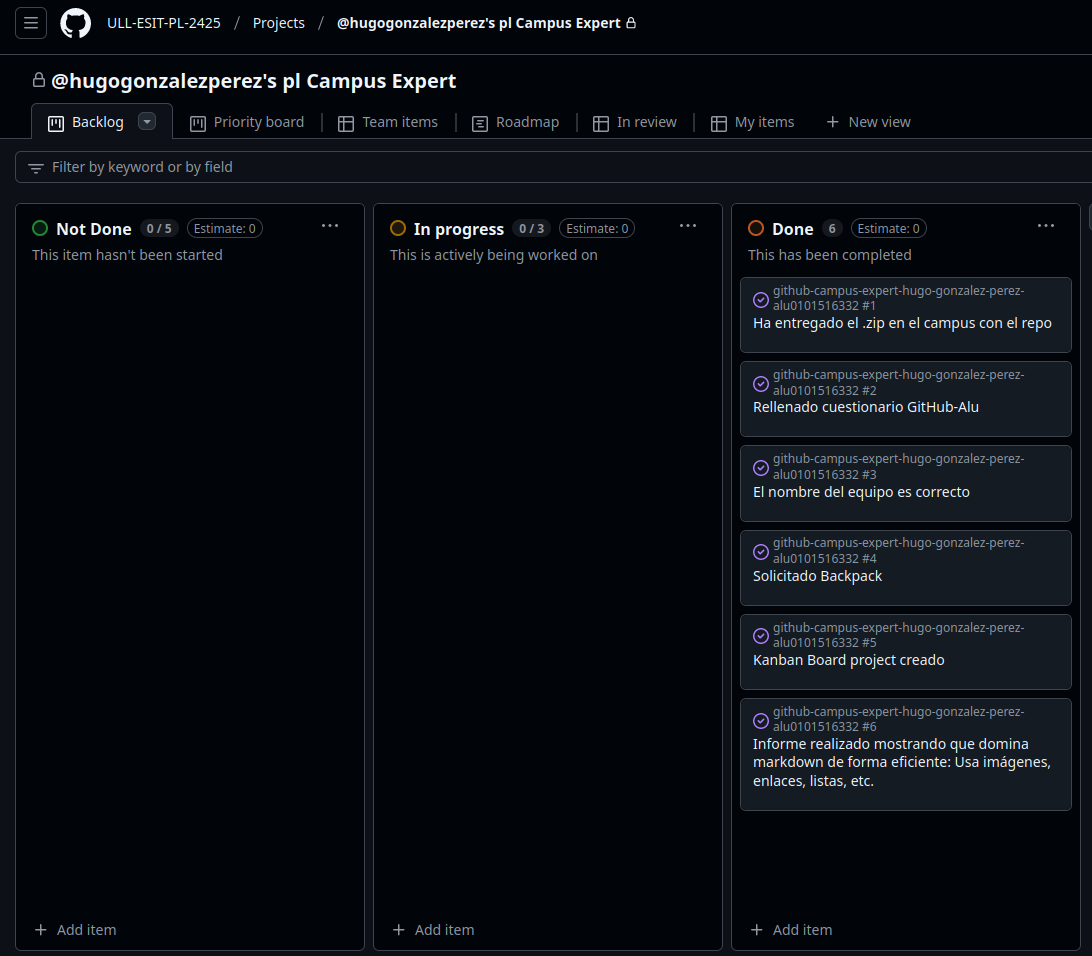 ULL-ESIT-PL-2425 / Projects / @hugogonzalezperez's pl Campus Expert
@hugogonzalezperez's pl Campus Expert
Backlog Priority board Team items Roadmap In review My items + New view
Filter by keyword or by field
Not Done 0 / 5 Estimate: 0 ...
This item hasn't been started
+ Add item
In progress 0 / 3 Estimate: 0 ...
This is actively being worked on
+ Add item
Done 6 Estimate: 0 ...
This has been completed
github-campus-expert-hugo-gonzalez-perez-
alu0101516332 #1
Ha entregado el .zip en el campus con el repo
github-campus-expert-hugo-gonzalez-perez-
alu0101516332 #2
Rellenado cuestionario GitHub-Alu
github-campus-expert-hugo-gonzalez-perez-
alu0101516332 #3
El nombre del equipo es correcto
github-campus-expert-hugo-gonzalez-perez-
alu0101516332 #4
Solicitado Backpack
github-campus-expert-hugo-gonzalez-perez-
alu0101516332 #5
Kanban Board project creado
github-campus-expert-hugo-gonzalez-perez-
alu0101516332 #6
Informe realizado mostrando que domina
markdown de forma eficiente: Usa imágenes,
enlaces, listas, etc.
+ Add item